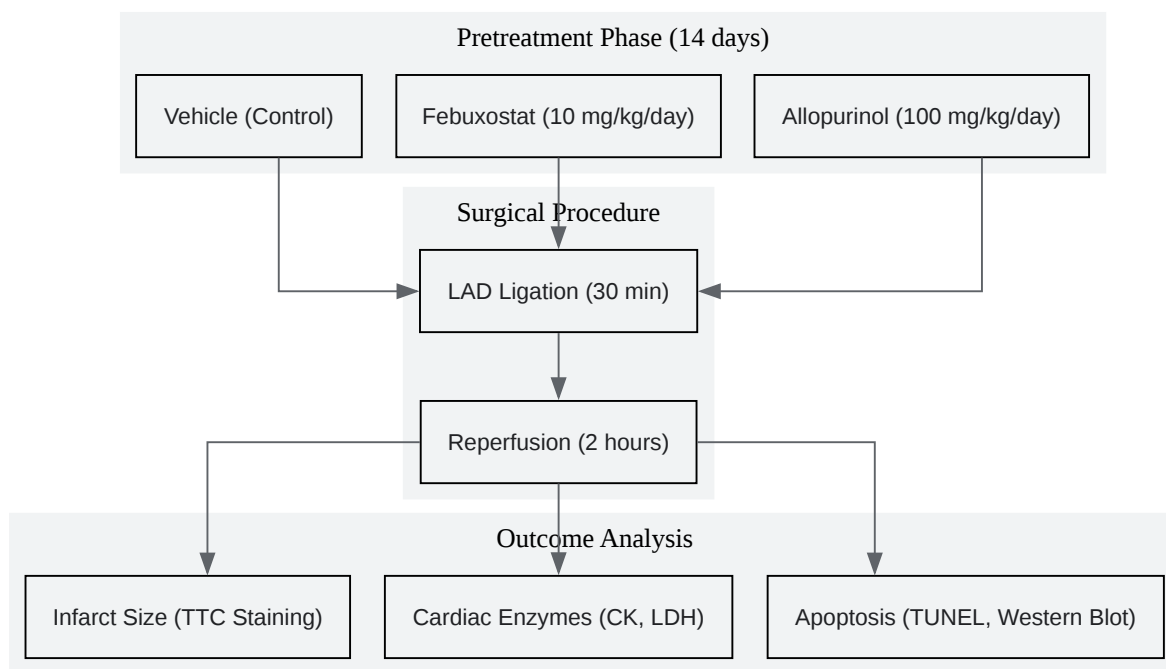 Pretreatment Phase (14 days)
Vehicle (Control)
Febuxostat (10 mg/kg/day)
Allopurinol (100 mg/kg/day)
Surgical Procedure
LAD Ligation (30 min)
Reperfusion (2 hours)
Outcome Analysis
Infarct Size (TTC Staining)
Cardiac Enzymes (CK, LDH)
Apoptosis (TUNEL, Western Blot)